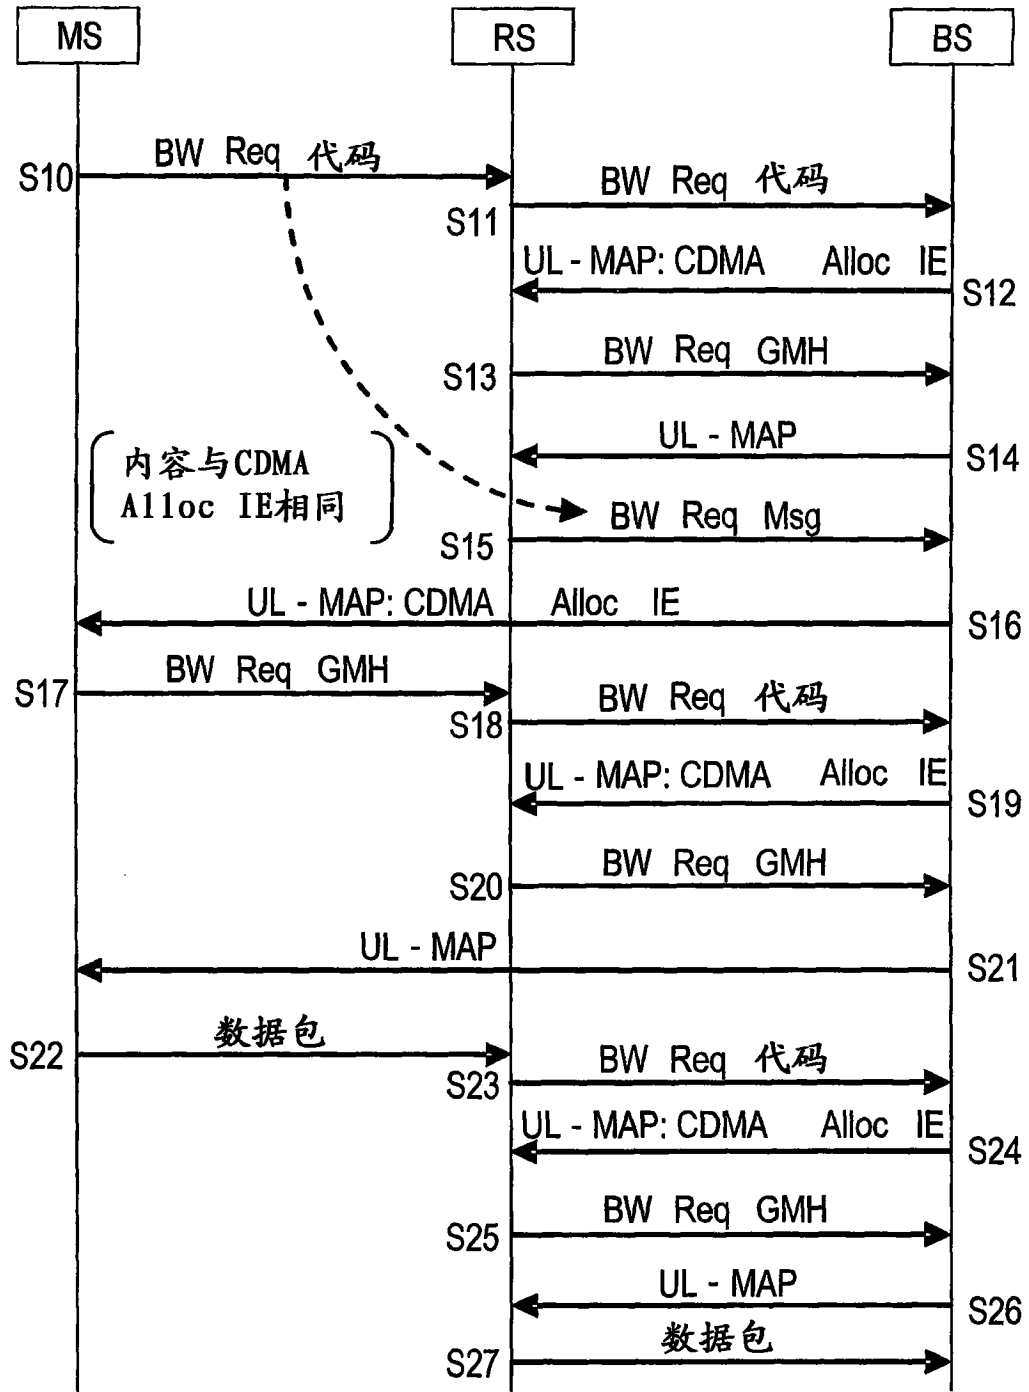 MS
RS
BS
S10
BW Req 代码
S11
BW Req 代码
UL - MAP: CDMA Alloc IE
S12
S13
BW Req GMH
UL - MAP
S14
内容与CDMA
Alloc IE相同
S15
BW Req Msg
UL - MAP: CDMA Alloc IE
S16
S17
BW Req GMH
S18
BW Req 代码
UL - MAP: CDMA Alloc IE
S19
S20
BW Req GMH
UL - MAP
S21
S22
数据包
S23
BW Req 代码
UL - MAP: CDMA Alloc IE
S24
S25
BW Req GMH
UL - MAP
S26
S27
数据包